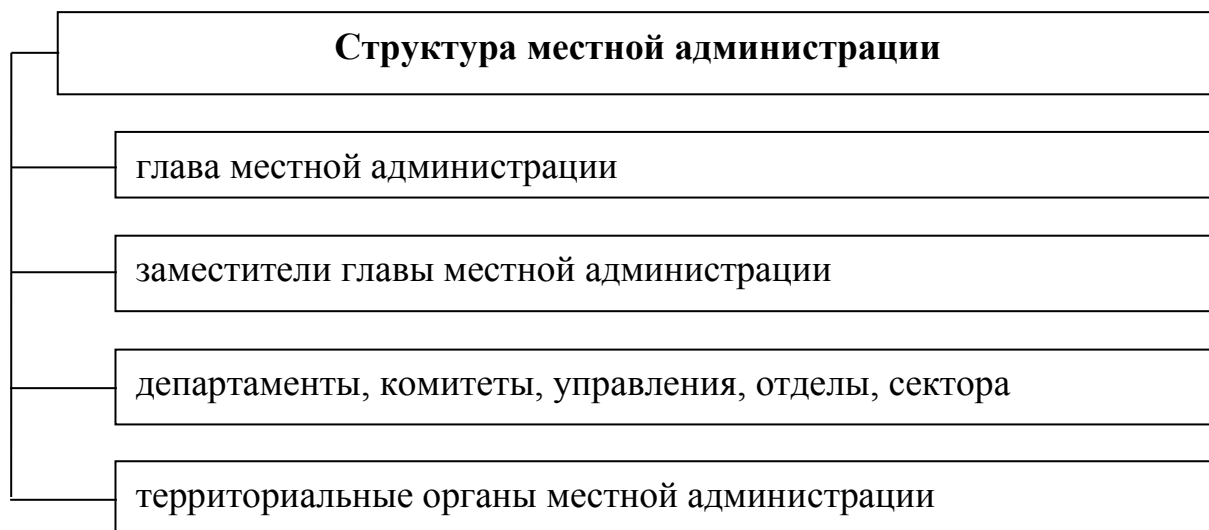 Структура местной администрации
глава местной администрации
заместители главы местной администрации
департаменты, комитеты, управления, отделы, сектора
территориальные органы местной администрации